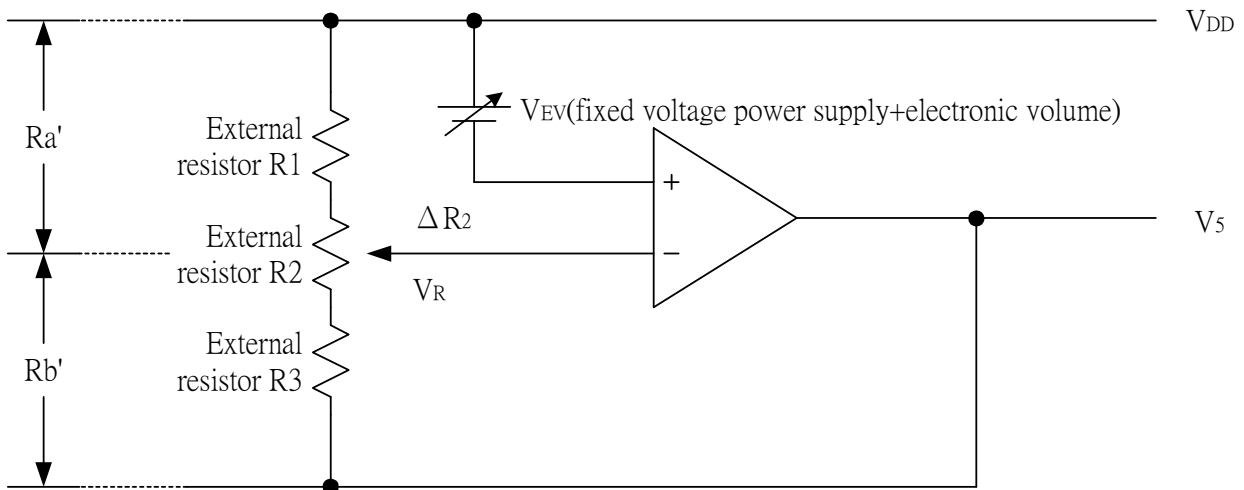 VDD
VEV(fixed voltage power supply+electronic volume)
External
resistor R1
Ra'
+
ΔR2
V5
External
resistor R2
−
VR
External
resistor R3
Rb'